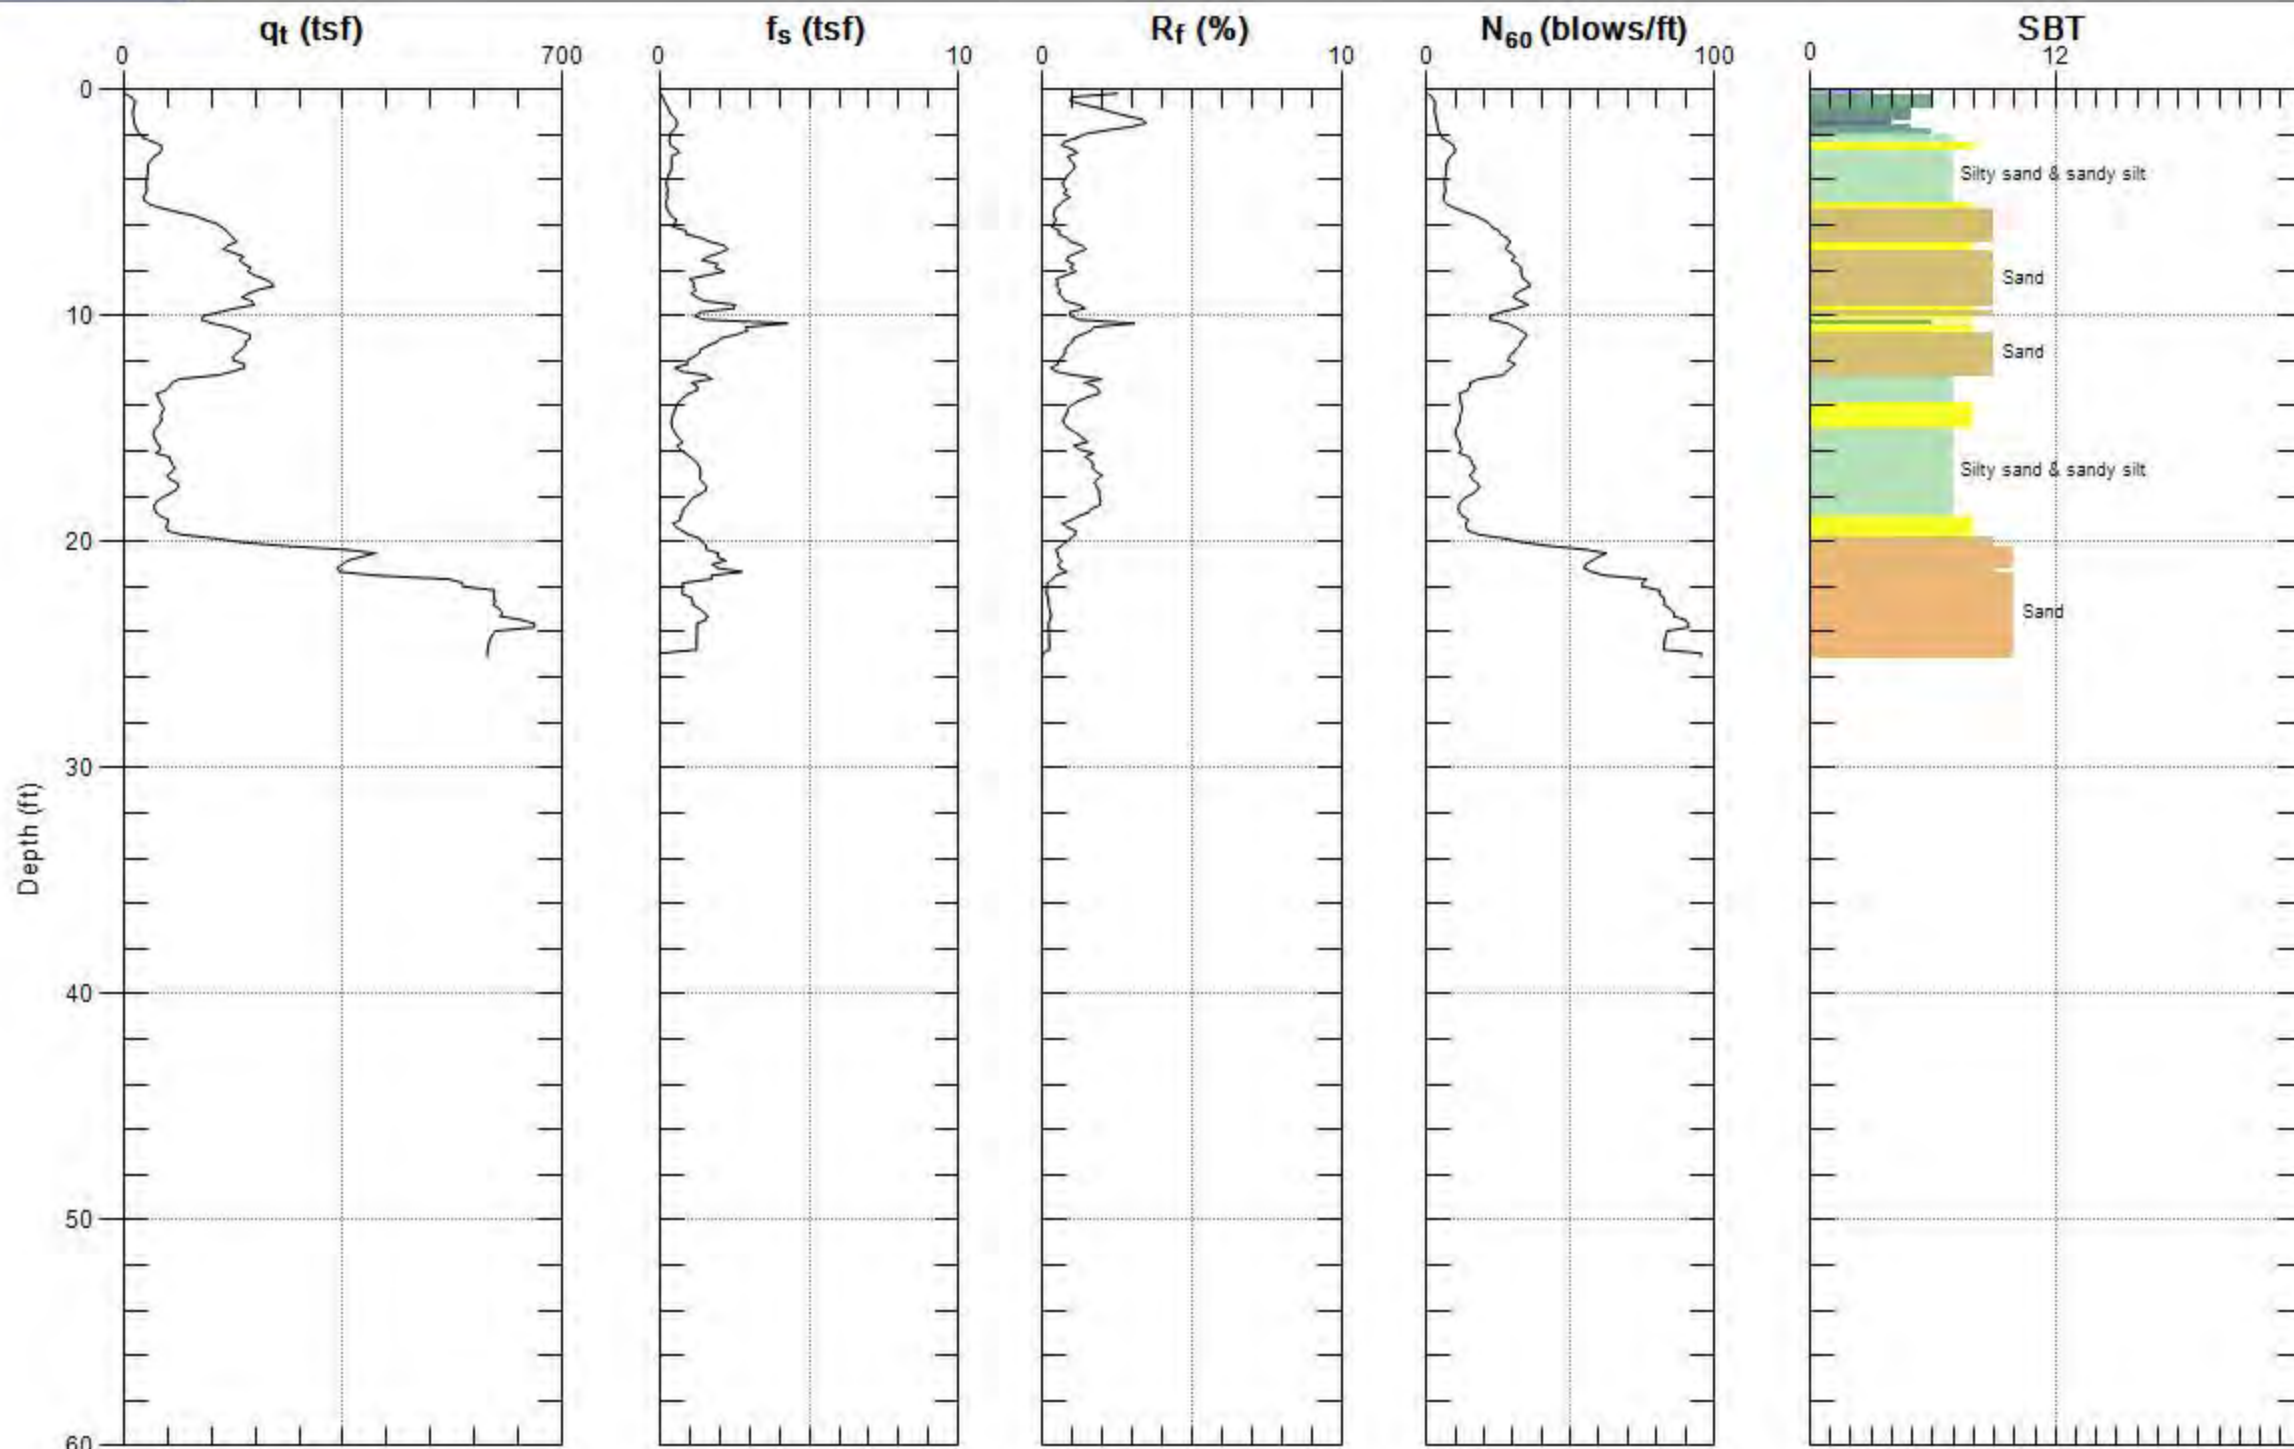 qt (tsf) fs (tsf) Rf (%) N60 (blows/ft) SBT
0 700 0 10 0 10 0 100 0 12
0
Silty sand & sandy silt
Sand
10
Sand
Silty sand & sandy silt
20
Sand
30
Depth (ft)
40
50
60